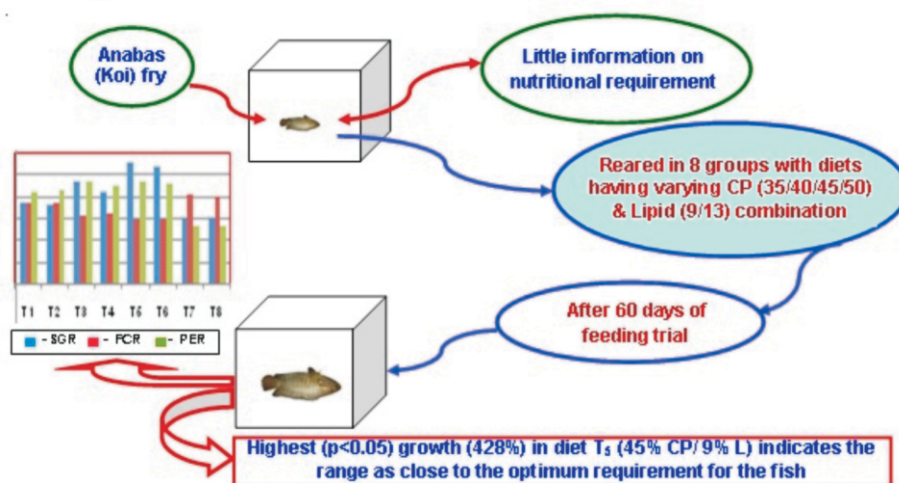 Anabas
(Koi) fry
Little information on
nutritional requirement
Reared in 8 groups with diets
having varying CP (35/40/45/50)
& Lipid (9/13) combination
T1 T2 T3 T4 T5 T6 T7 T8
- SGR - FCR - PER
After 60 days of
feeding trial
Highest (p<0.05) growth (428%) in diet T₅ (45% CP/ 9% L) indicates the
range as close to the optimum requirement for the fish